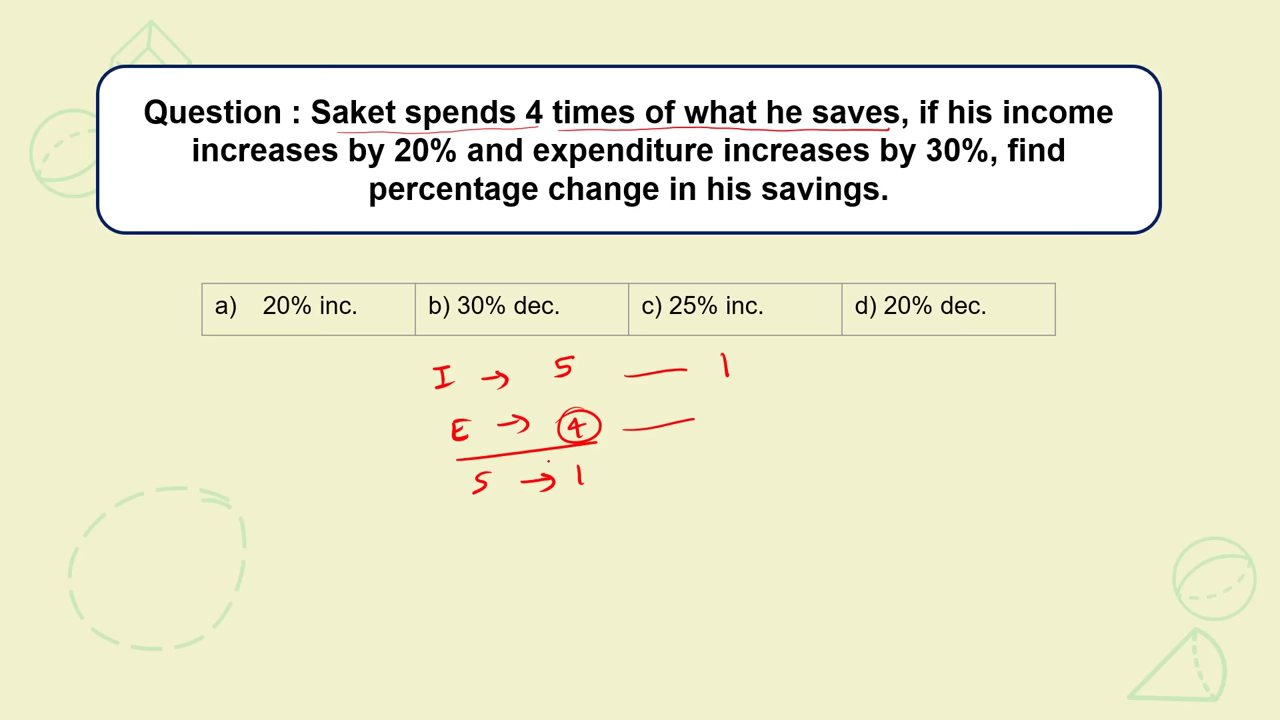 Question : Saket spends 4 times of what he saves, if his income
increases by 20% and expenditure increases by 30%, find
percentage change in his savings.
a) 20% inc. b) 30% dec. c) 25% inc. d) 20% dec.
I → 5 — 1
E → 4 —
S → 1